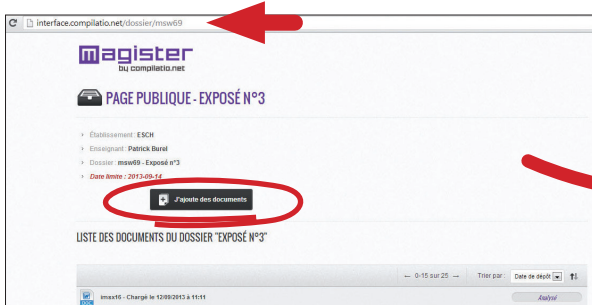 interface.compilatio.net/dossier/msw69
magister
by compilatio.net
PAGE PUBLIQUE - EXPOSÉ N°3
Établissement : ESCH
Enseignant : Patrick Burel
Dossier : msw69 - Exposé n°3
Date limite : 2013-09-14
J'ajoute des documents
LISTE DES DOCUMENTS DU DOSSIER "EXPOSÉ N°3"
← 0-15 sur 25 → Trier par : Date de dépôt
DOC imsx16 - Chargé le 12/09/2013 à 11:11 Analysé